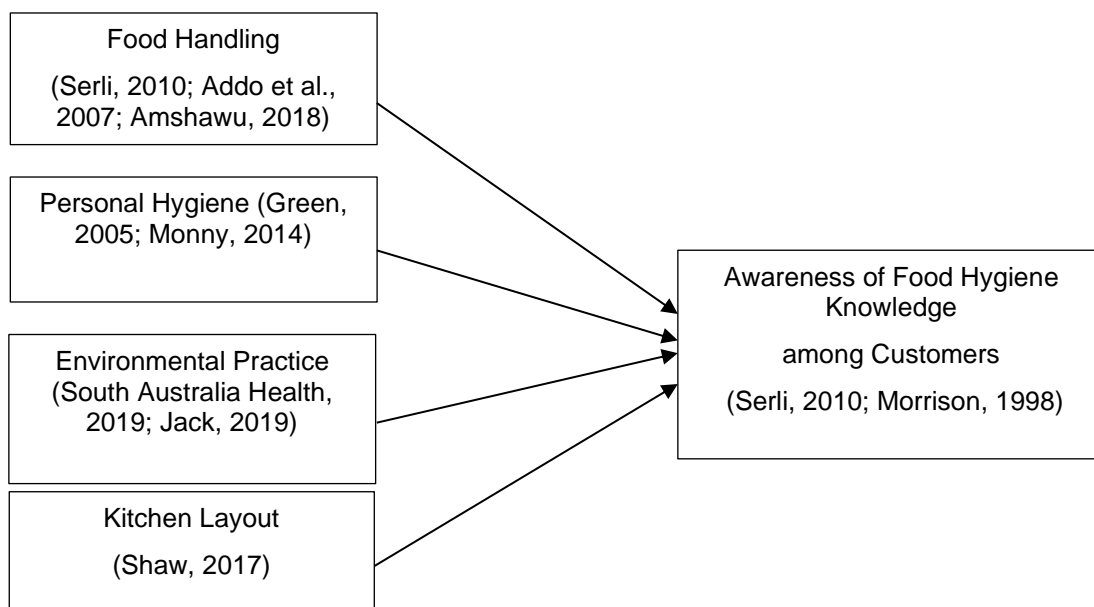 Food Handling
(Serli, 2010; Addo et al.,
2007; Amshawu, 2018)
Personal Hygiene (Green,
2005; Monny, 2014)
Environmental Practice
(South Australia Health,
2019; Jack, 2019)
Kitchen Layout
(Shaw, 2017)
Awareness of Food Hygiene
Knowledge
among Customers
(Serli, 2010; Morrison, 1998)